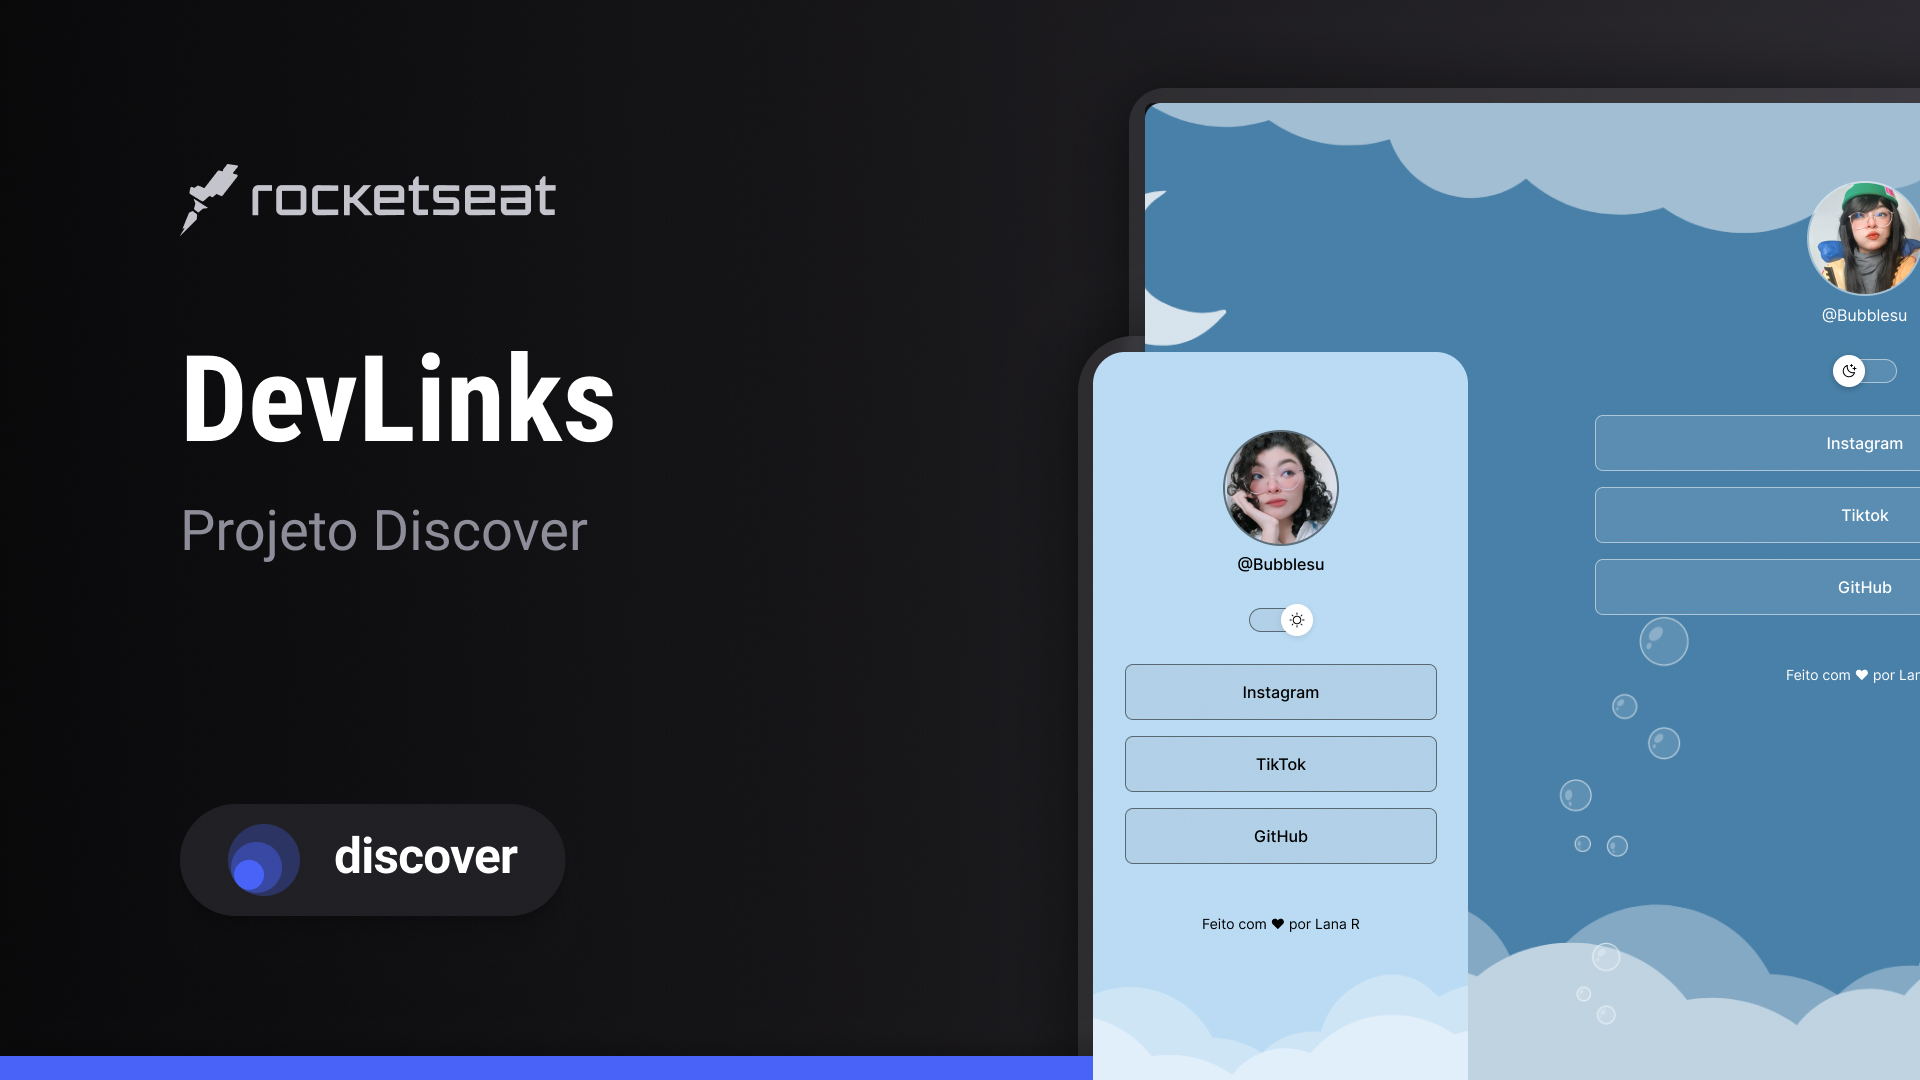 rocketseat
DevLinks
Projeto Discover
discover
@Bubblesu
Instagram
TikTok
GitHub
Feito com ♥ por Lana R
@Bubblesu
Instagram
Tiktok
GitHub
Feito com ♥ por Lan